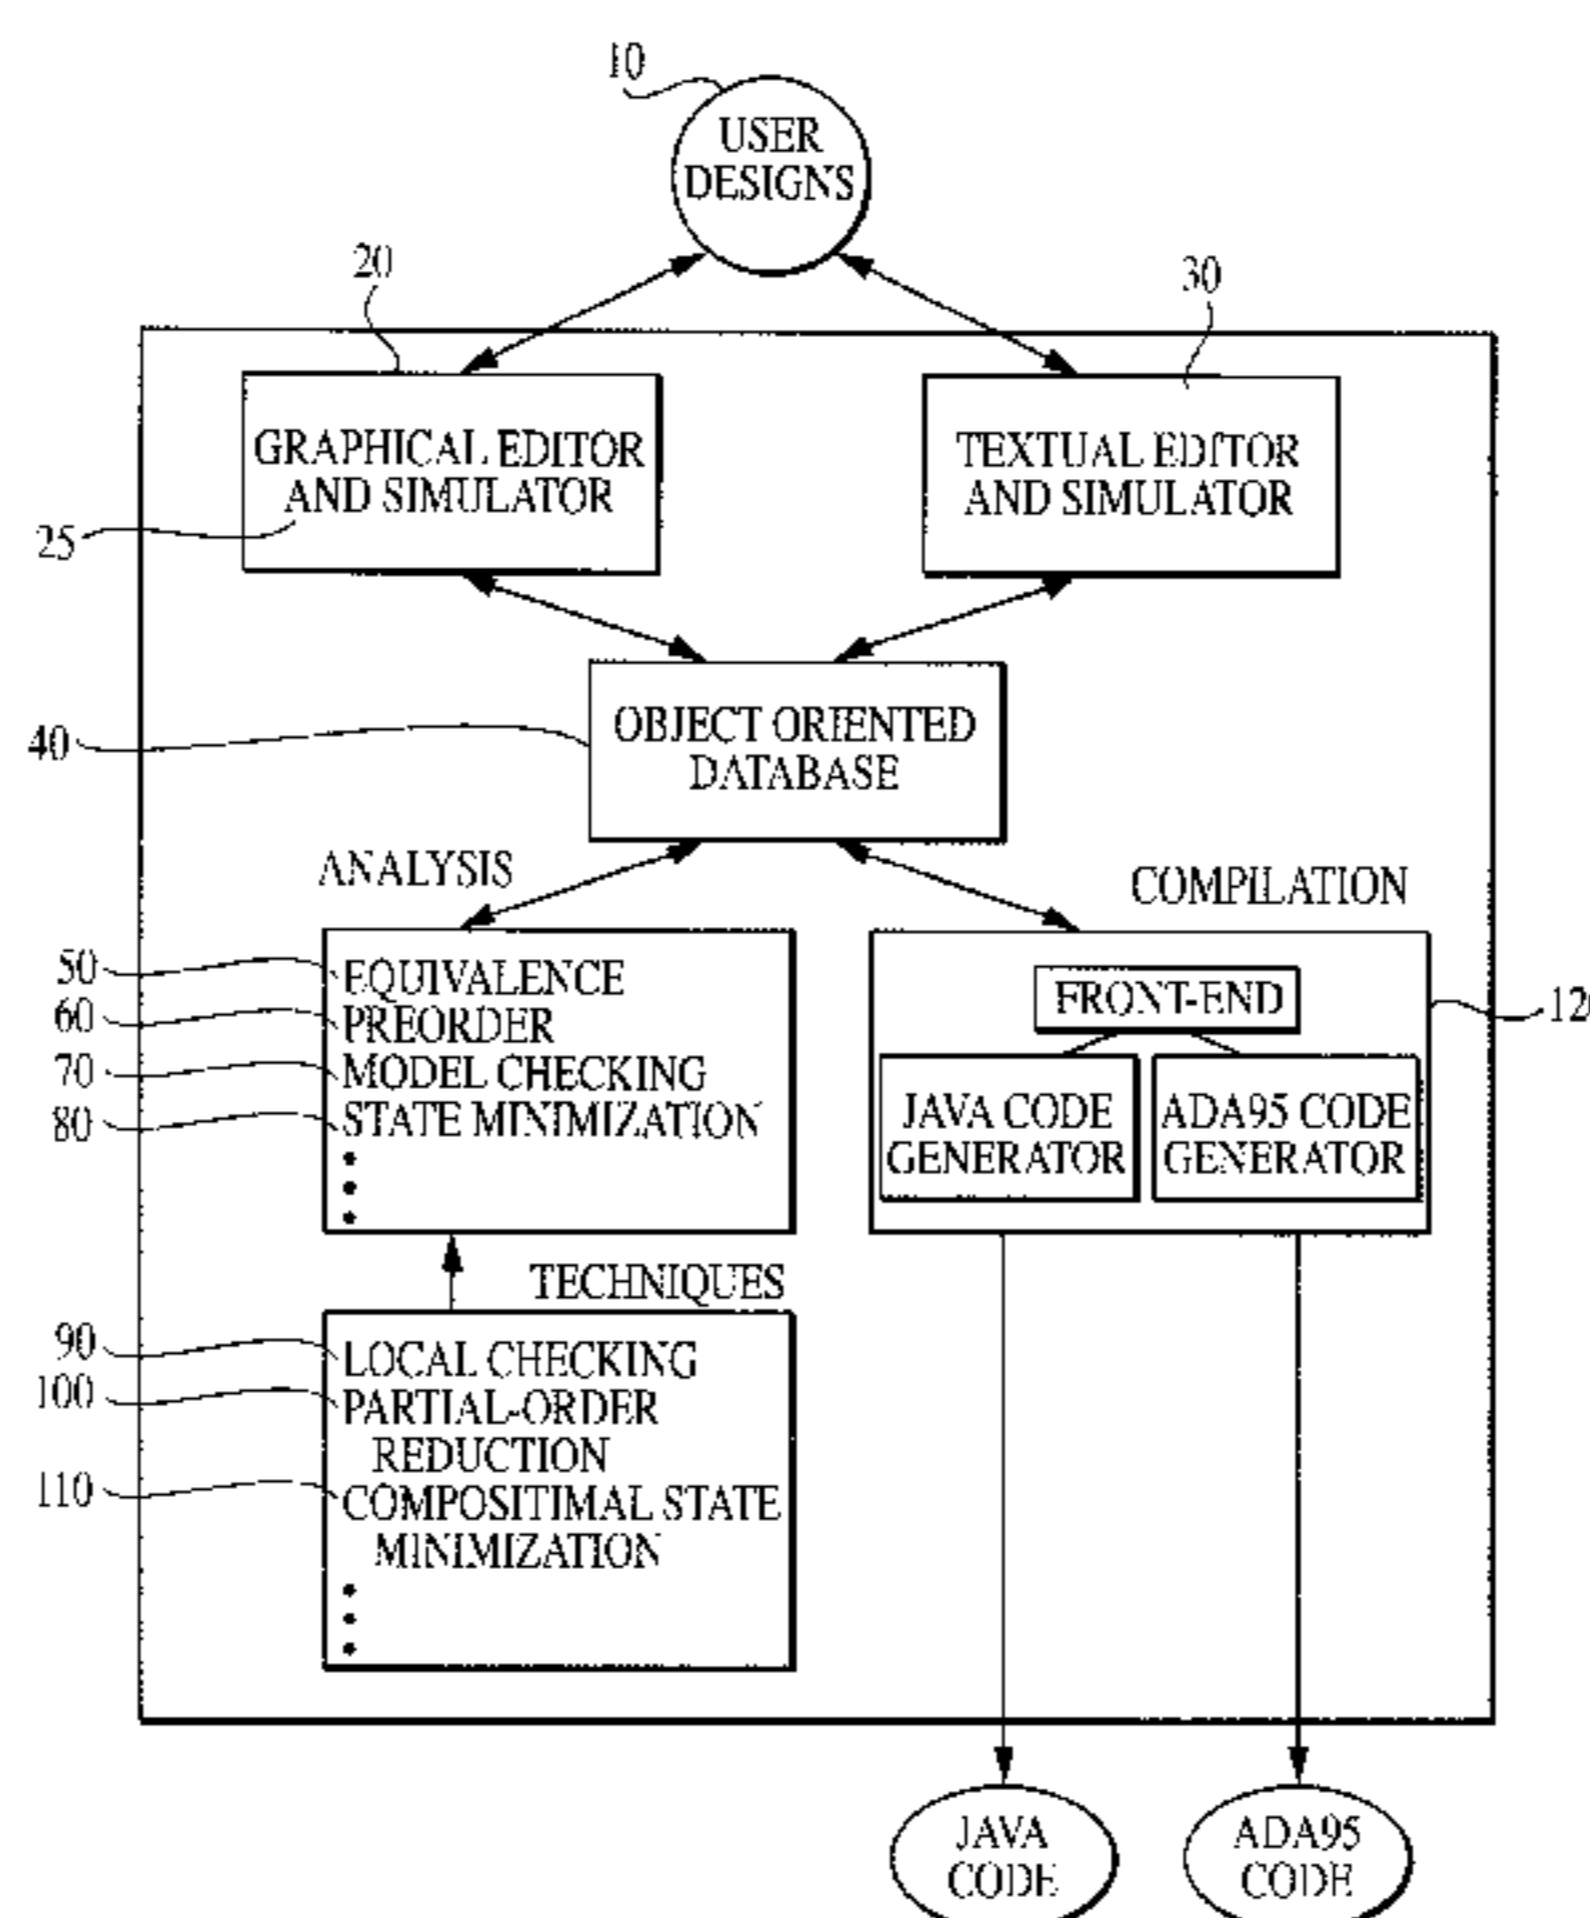 10
USER
DESIGNS
20
30
GRAPHICAL EDITOR
AND SIMULATOR
25
TEXTUAL EDITOR
AND SIMULATOR
40
OBJECT ORIENTED
DATABASE
ANALYSIS
COMPILATION
50
EQUIVALENCE
60
PREORDER
70
MODEL CHECKING
80
STATE MINIMIZATION
FRONT-END
JAVA CODE
GENERATOR
ADA95 CODE
GENERATOR
TECHNIQUES
90
LOCAL CHECKING
100
PARTIAL-ORDER
REDUCTION
110
COMPOSITIMAL STATE
MINIMIZATION
JAVA
CODE
ADA95
CODE